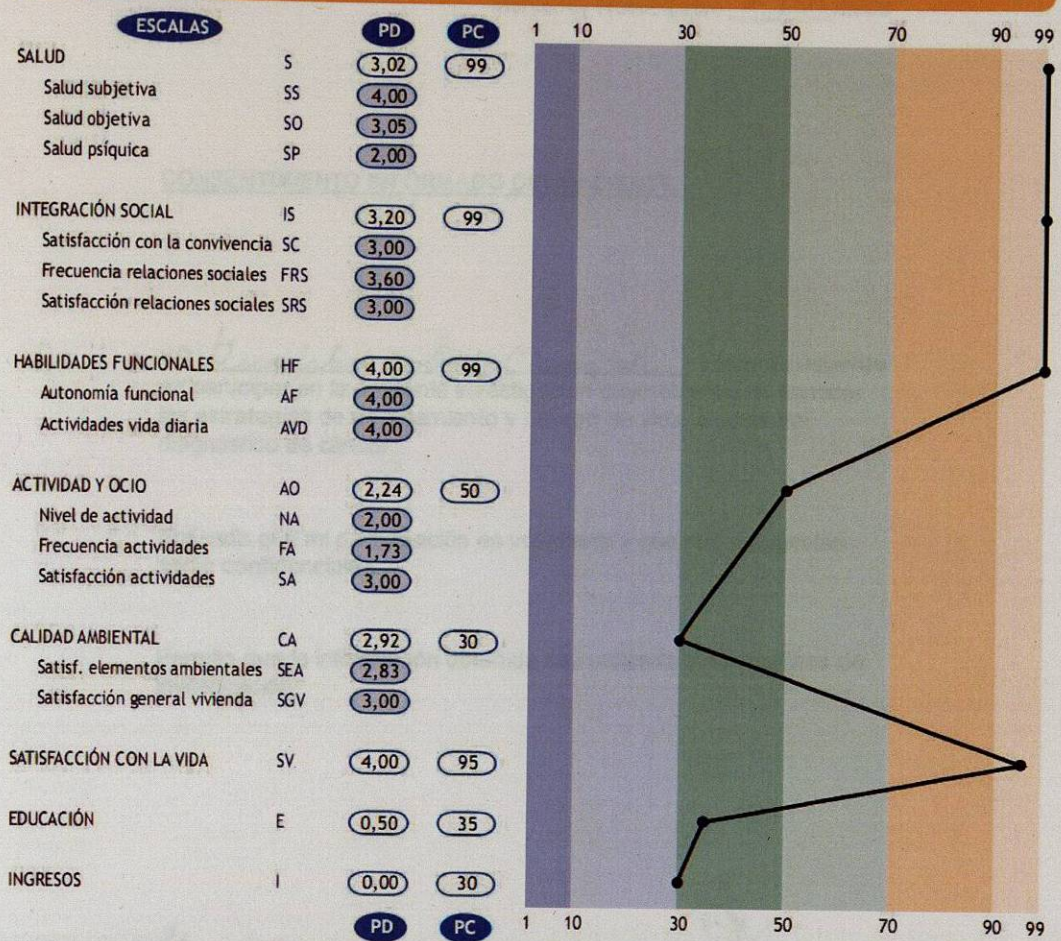 ESCALAS PD PC 1 10 30 50 70 90 99
SALUD S 3,02 99
Salud subjetiva SS 4,00
Salud objetiva SO 3,05
Salud psíquica SP 2,00
INTEGRACIÓN SOCIAL IS 3,20 99
Satisfacción con la convivencia SC 3,00
Frecuencia relaciones sociales FRS 3,60
Satisfacción relaciones sociales SRS 3,00
HABILIDADES FUNCIONALES HF 4,00 99
Autonomía funcional AF 4,00
Actividades vida diaria AVD 4,00
ACTIVIDAD Y OCIO AO 2,24 50
Nivel de actividad NA 2,00
Frecuencia actividades FA 1,73
Satisfacción actividades SA 3,00
CALIDAD AMBIENTAL CA 2,92 30
Satisf. elementos ambientales SEA 2,83
Satisfacción general vivienda SGV 3,00
SATISFACCIÓN CON LA VIDA SV 4,00 95
EDUCACIÓN E 0,50 35
INGRESOS I 0,00 30
PD PC 1 10 30 50 70 90 99